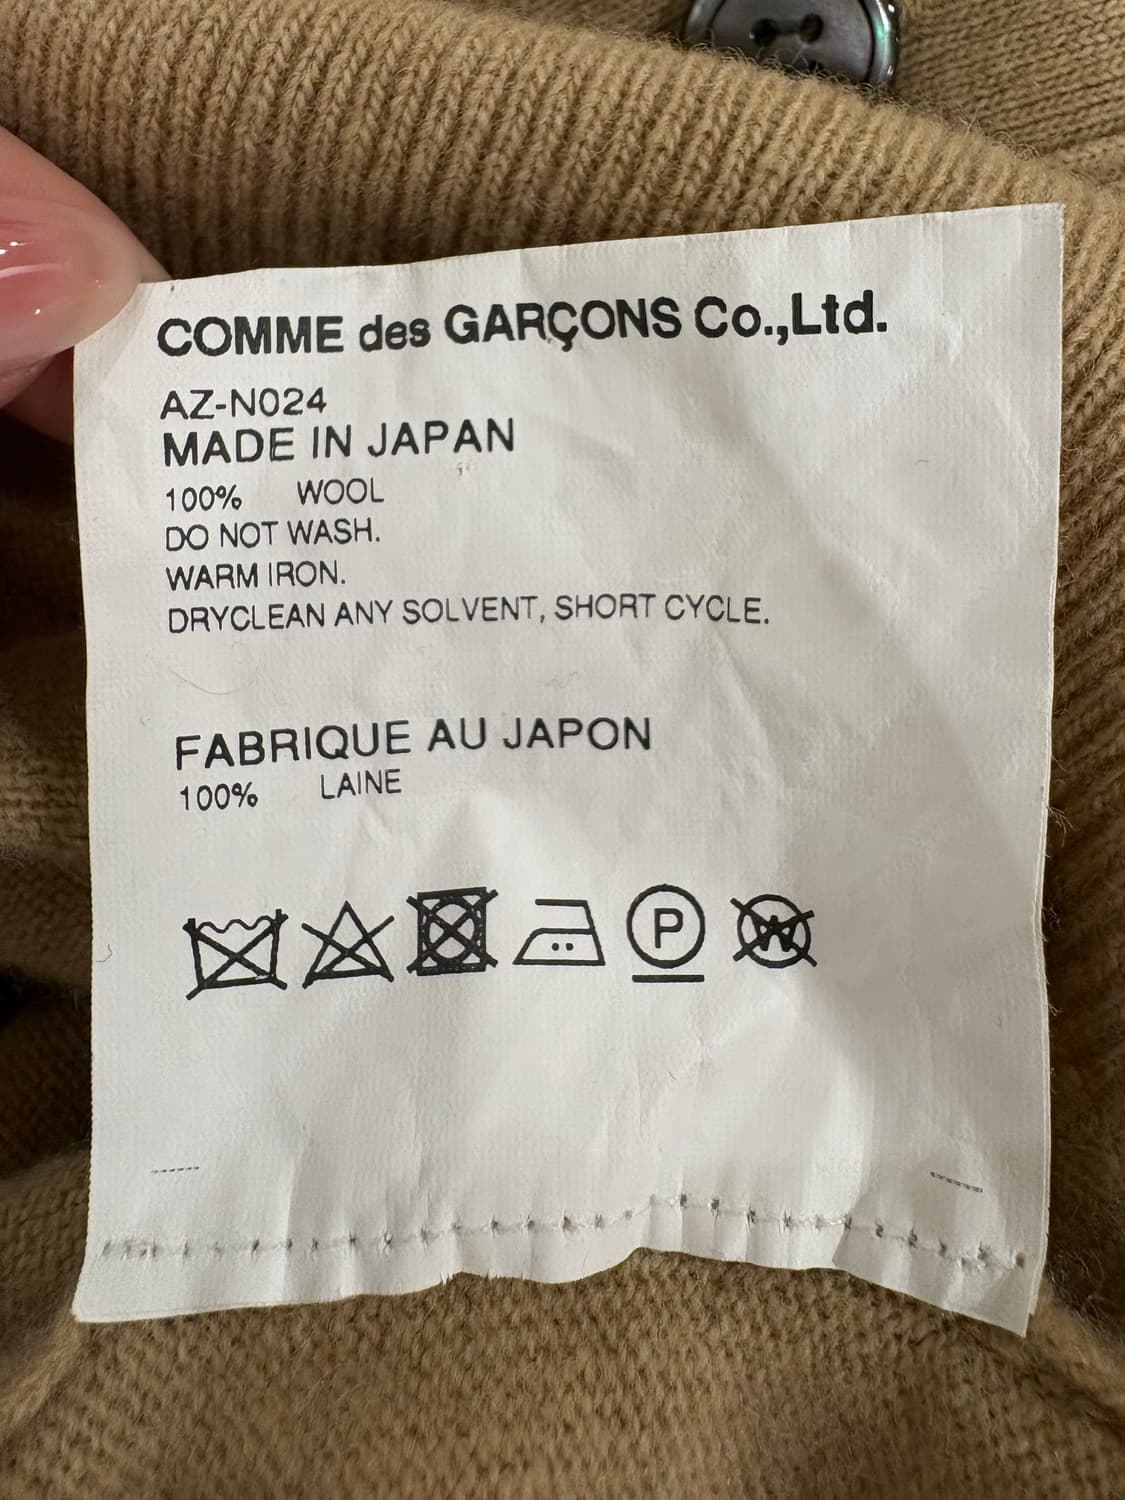 COMME des GARÇONS Co.,Ltd.
AZ-N024
MADE IN JAPAN
100% WOOL
DO NOT WASH.
WARM IRON.
DRYCLEAN ANY SOLVENT, SHORT CYCLE.
FABRIQUE AU JAPON
100% LAINE
P W